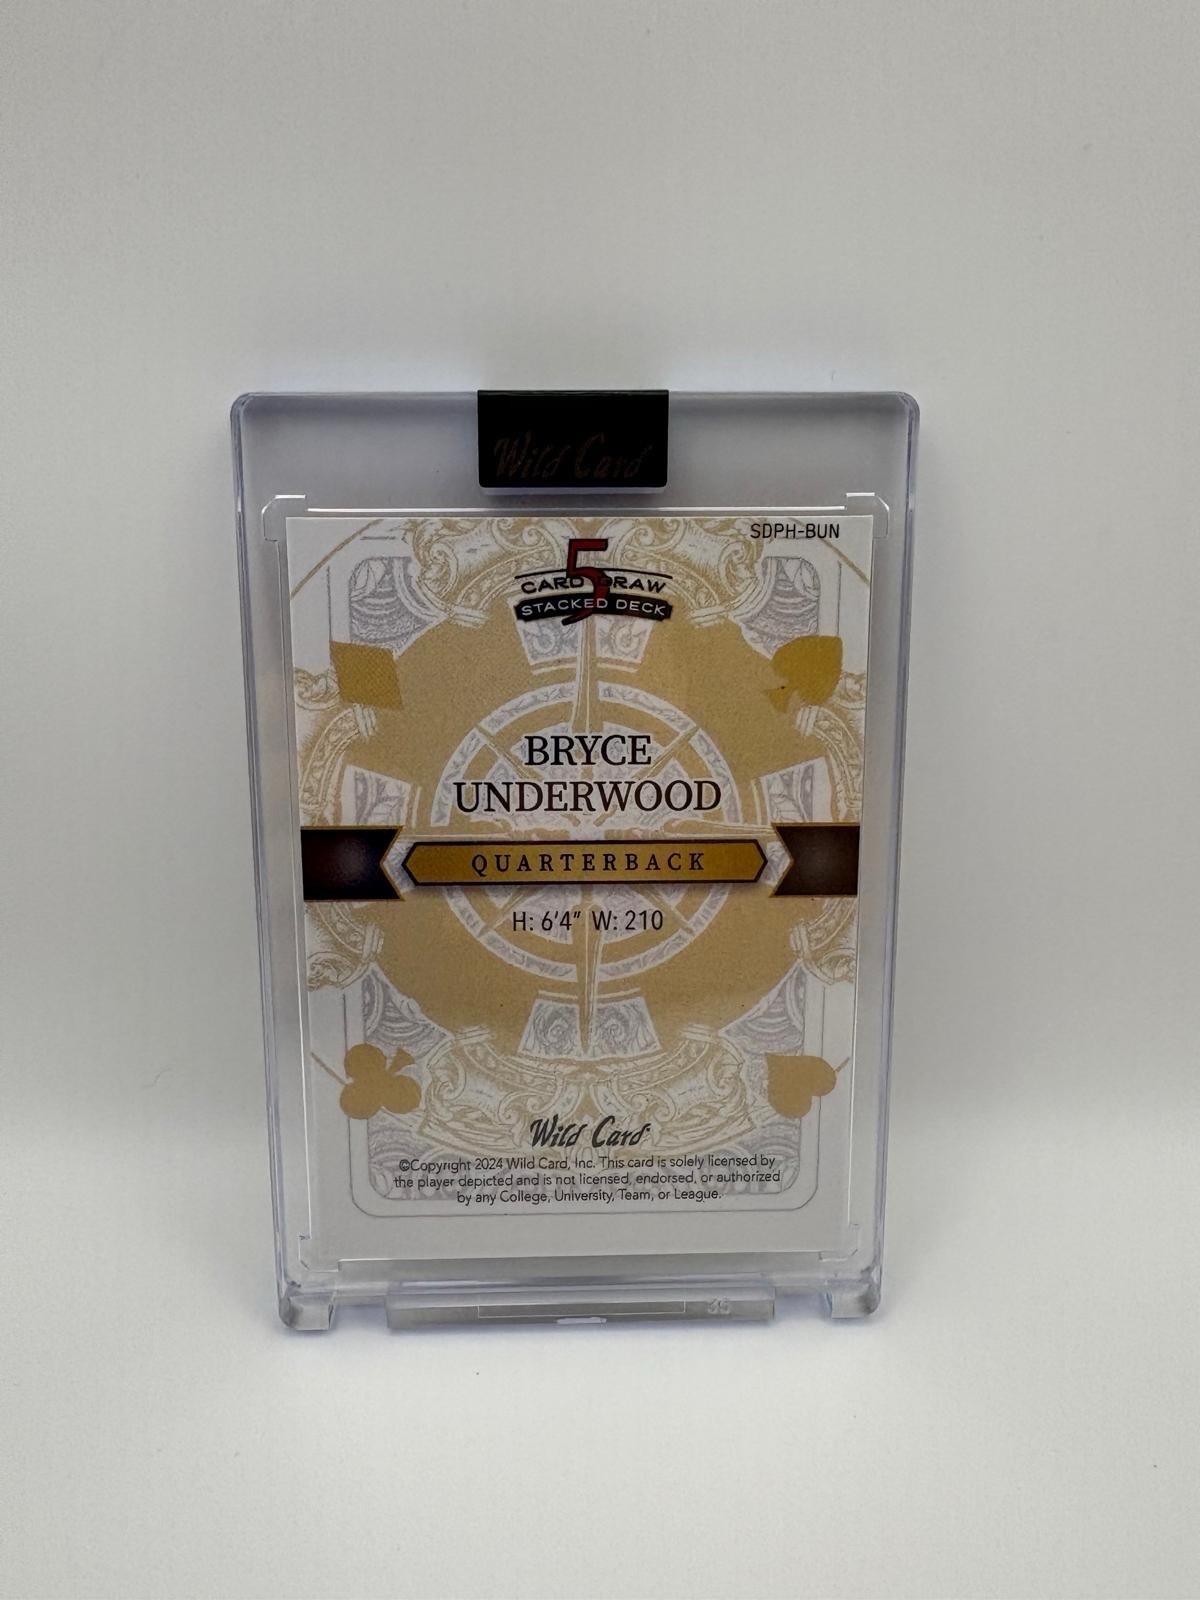 Wild Card
SDPH-BUN
5
CARD DRAW
STACKED DECK
BRYCE
UNDERWOOD
QUARTERBACK
H: 6'4" W: 210
Wild Card
©Copyright 2024 Wild Card, Inc. This card is solely licensed by
the player depicted and is not licensed, endorsed, or authorized
by any College, University, Team, or League.